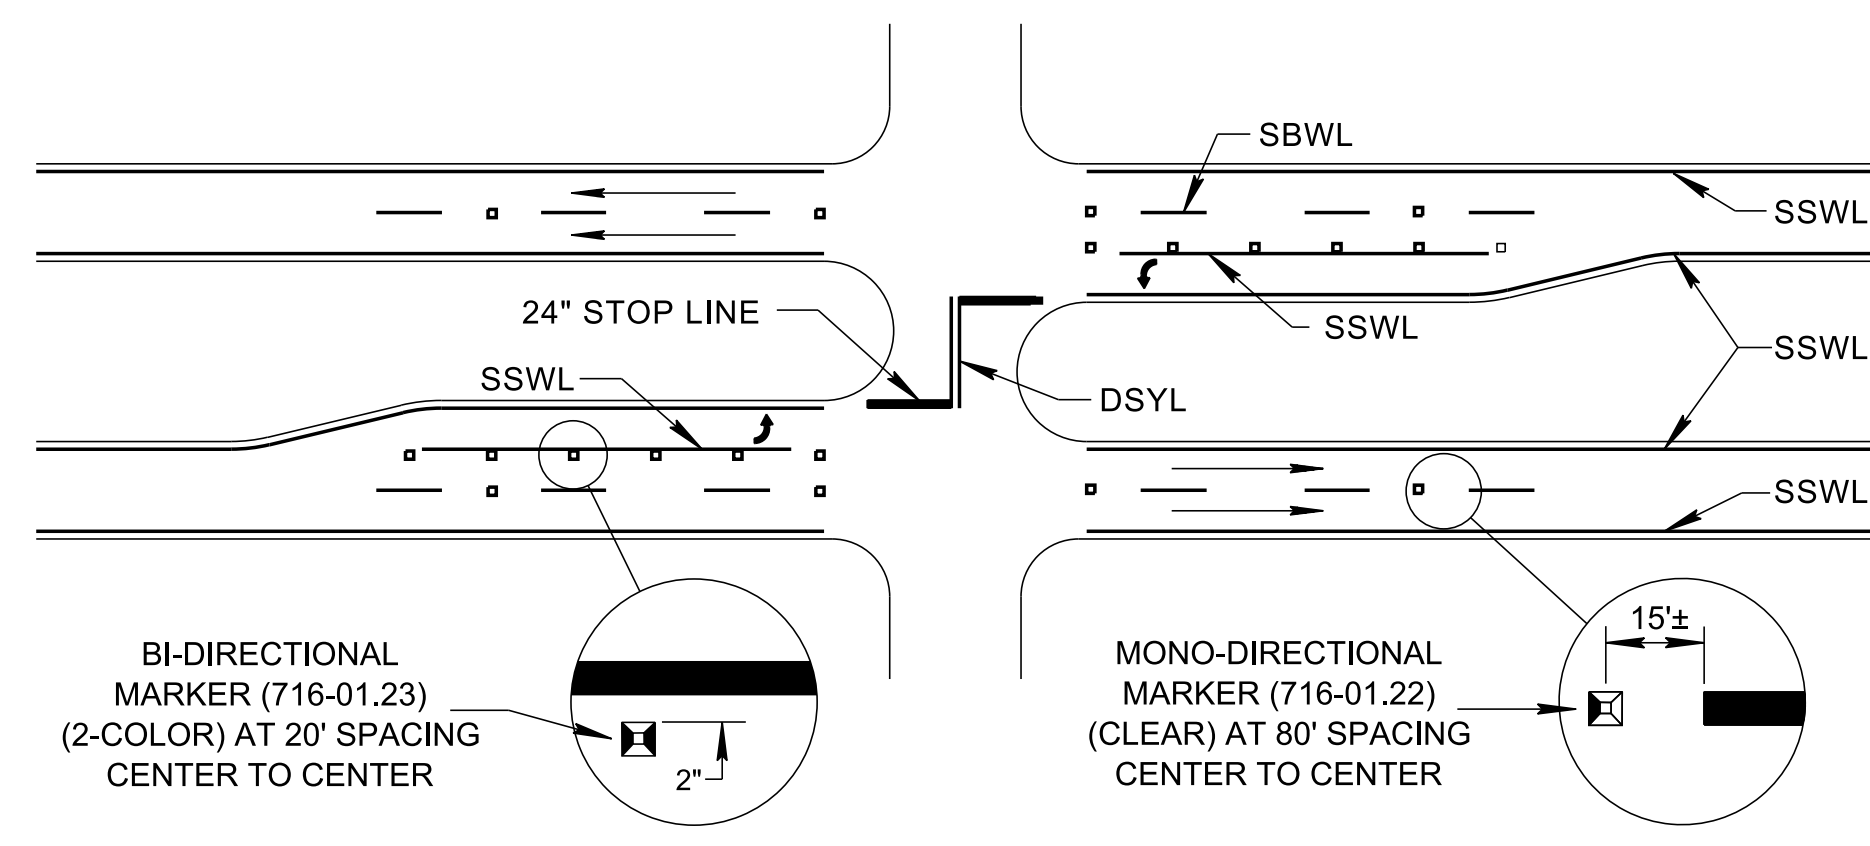 SBWL
SSWL
24" STOP LINE
SSWL
SSWL
SSWL
DSYL
SSWL
BI-DIRECTIONAL
MARKER (716-01.23)
(2-COLOR) AT 20' SPACING
CENTER TO CENTER
2"
MONO-DIRECTIONAL
MARKER (716-01.22)
(CLEAR) AT 80' SPACING
CENTER TO CENTER
15'±